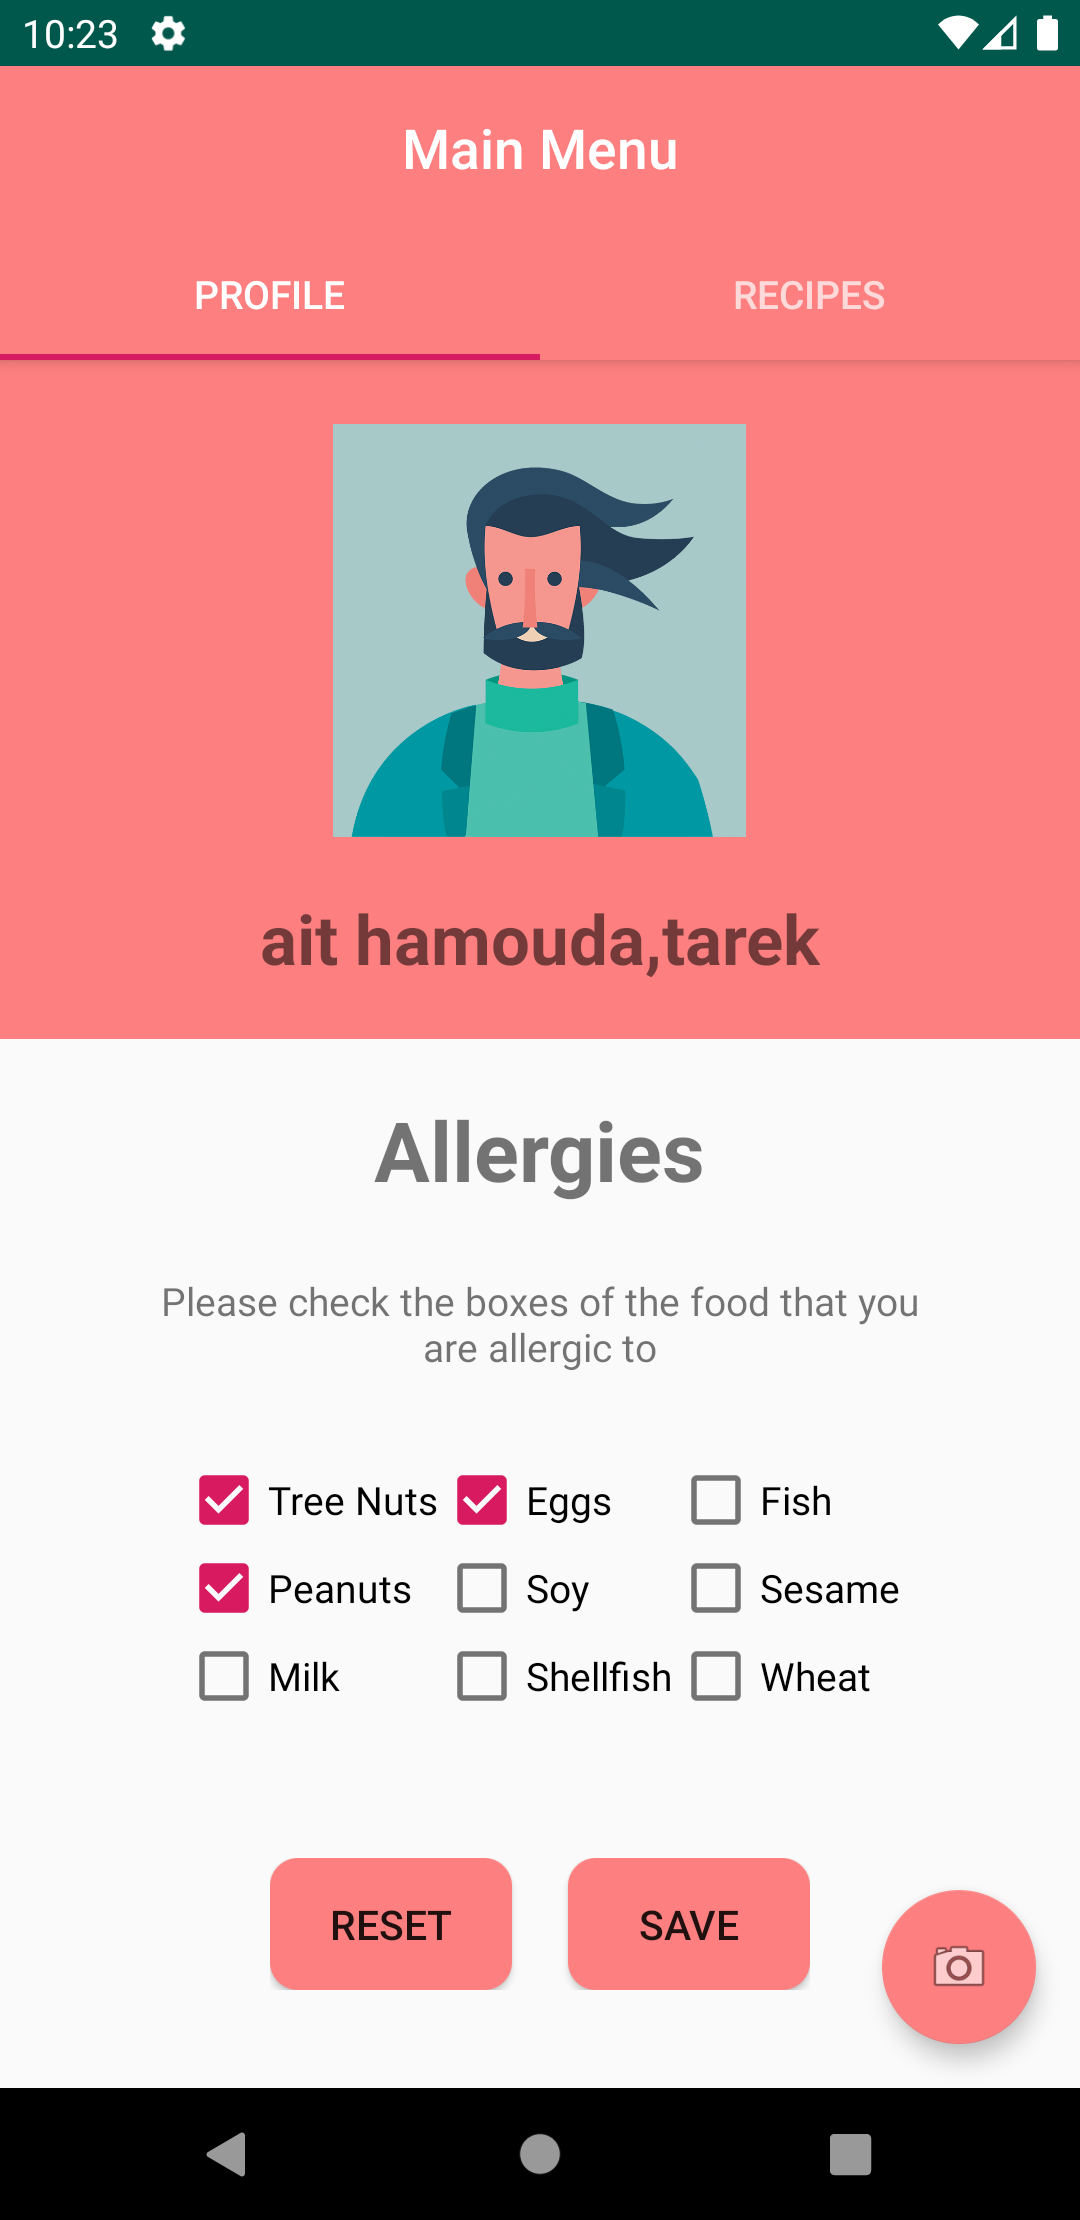 10:23
Main Menu
PROFILE RECIPES
ait hamouda,tarek
Allergies
Please check the boxes of the food that you
are allergic to
Tree Nuts Eggs Fish
Peanuts Soy Sesame
Milk Shellfish Wheat
RESET SAVE